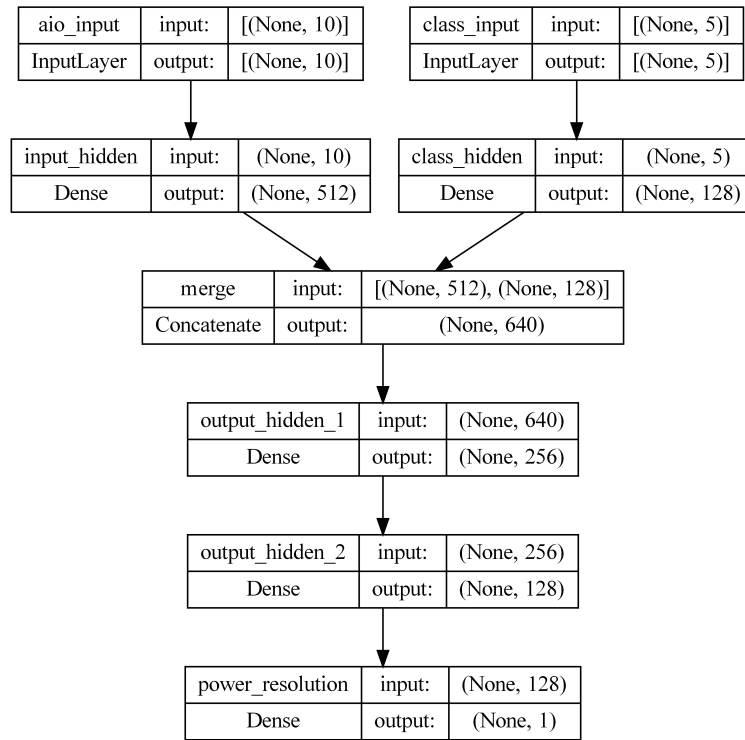 aio_input input: [(None, 10)]
InputLayer output: [(None, 10)]
class_input input: [(None, 5)]
InputLayer output: [(None, 5)]
input_hidden input: (None, 10)
Dense output: (None, 512)
class_hidden input: (None, 5)
Dense output: (None, 128)
merge input: [(None, 512), (None, 128)]
Concatenate output: (None, 640)
output_hidden_1 input: (None, 640)
Dense output: (None, 256)
output_hidden_2 input: (None, 256)
Dense output: (None, 128)
power_resolution input: (None, 128)
Dense output: (None, 1)